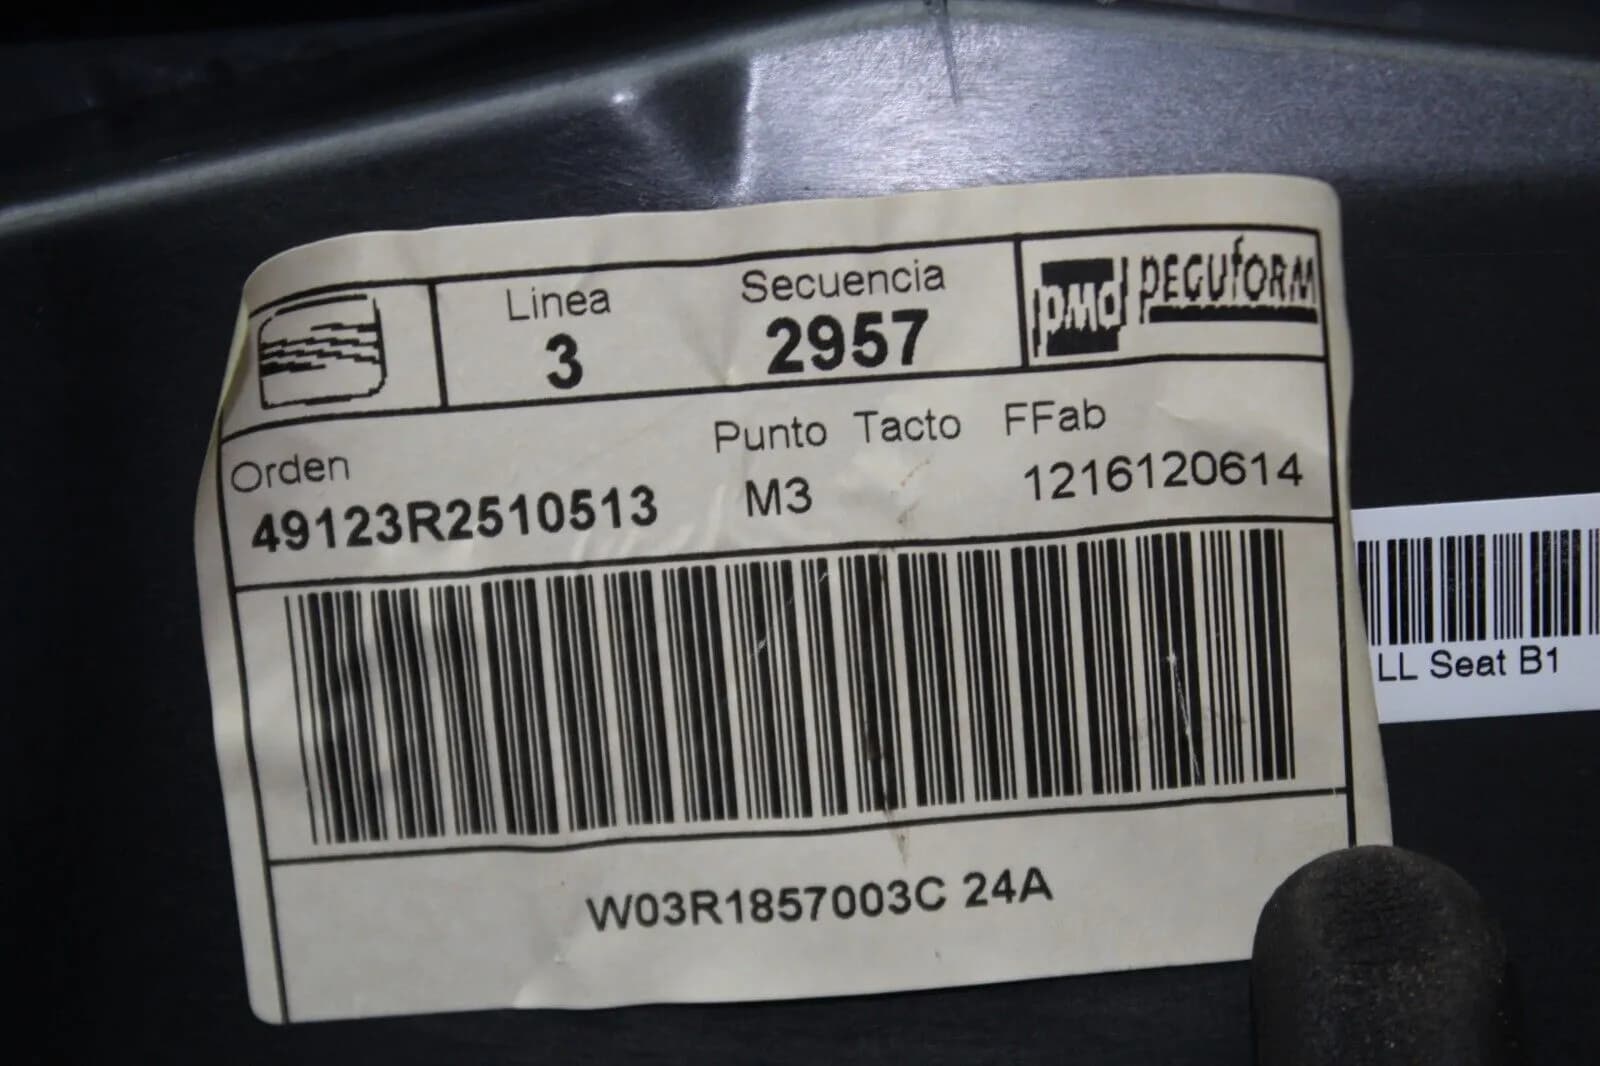 Linea
Secuencia
3
2957
pmd PEGUfORM
Orden
Punto Tacto
FFab
49123R2510513
M3
1216120614
W03R1857003C 24A
LL Seat B1